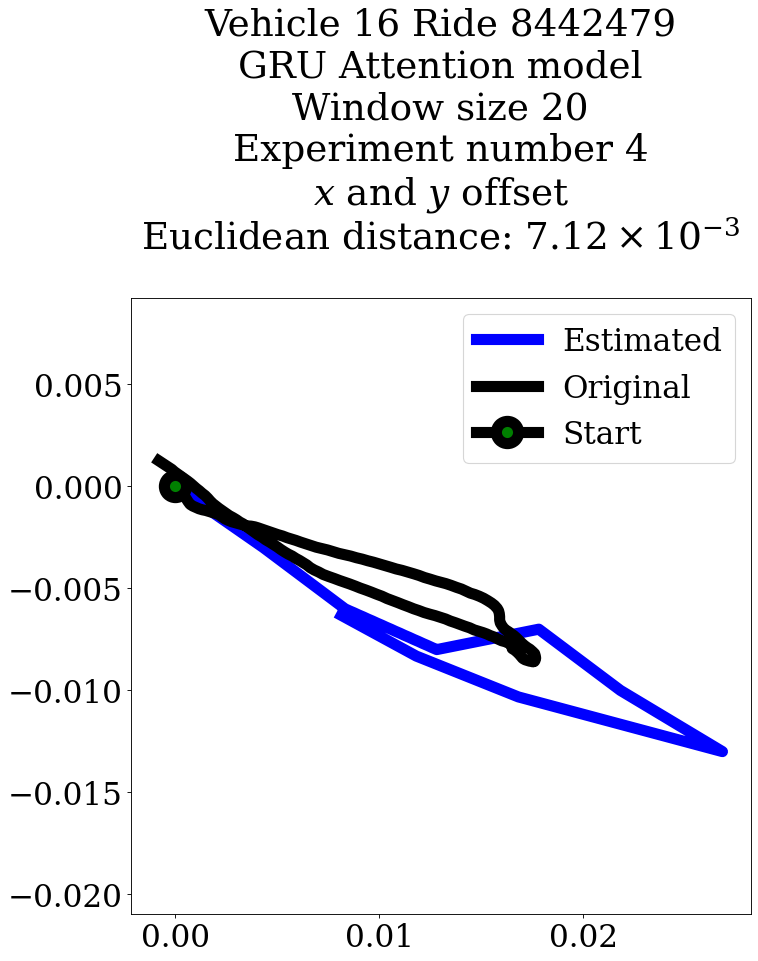 Vehicle 16 Ride 8442479
GRU Attention model
Window size 20
Experiment number 4
x and y offset
Euclidean distance: 7.12 × 10⁻³
Estimated
Original
Start
0.005
0.000
−0.005
−0.010
−0.015
−0.020
0.00 0.01 0.02